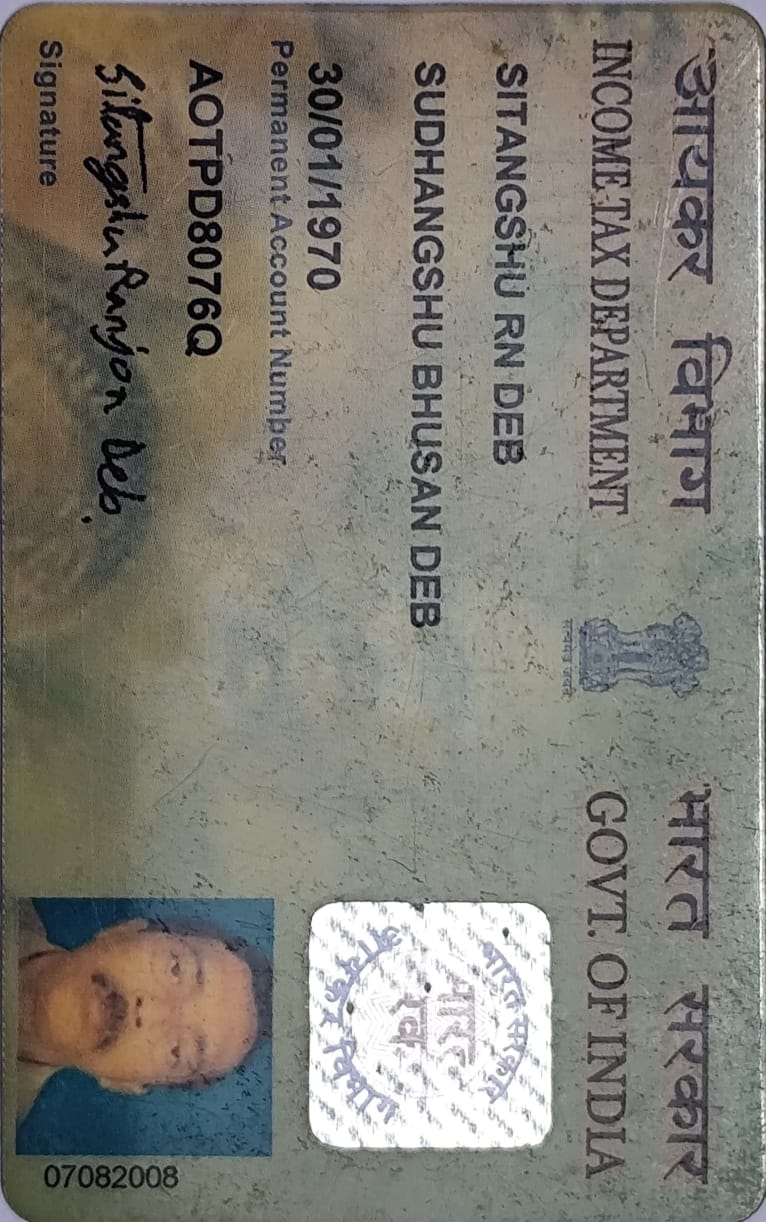 आयकर विभाग
INCOME TAX DEPARTMENT
सत्यमेव जयते
भारत सरकार
GOVT. OF INDIA
SITANGSHU RN DEB
SUDHANGSHU BHUSAN DEB
30/01/1970
Permanent Account Number
AOTPD8076Q
Sitangshu Ranjon Deb.
Signature
भारत सरकार
आयकर विभाग
07082008